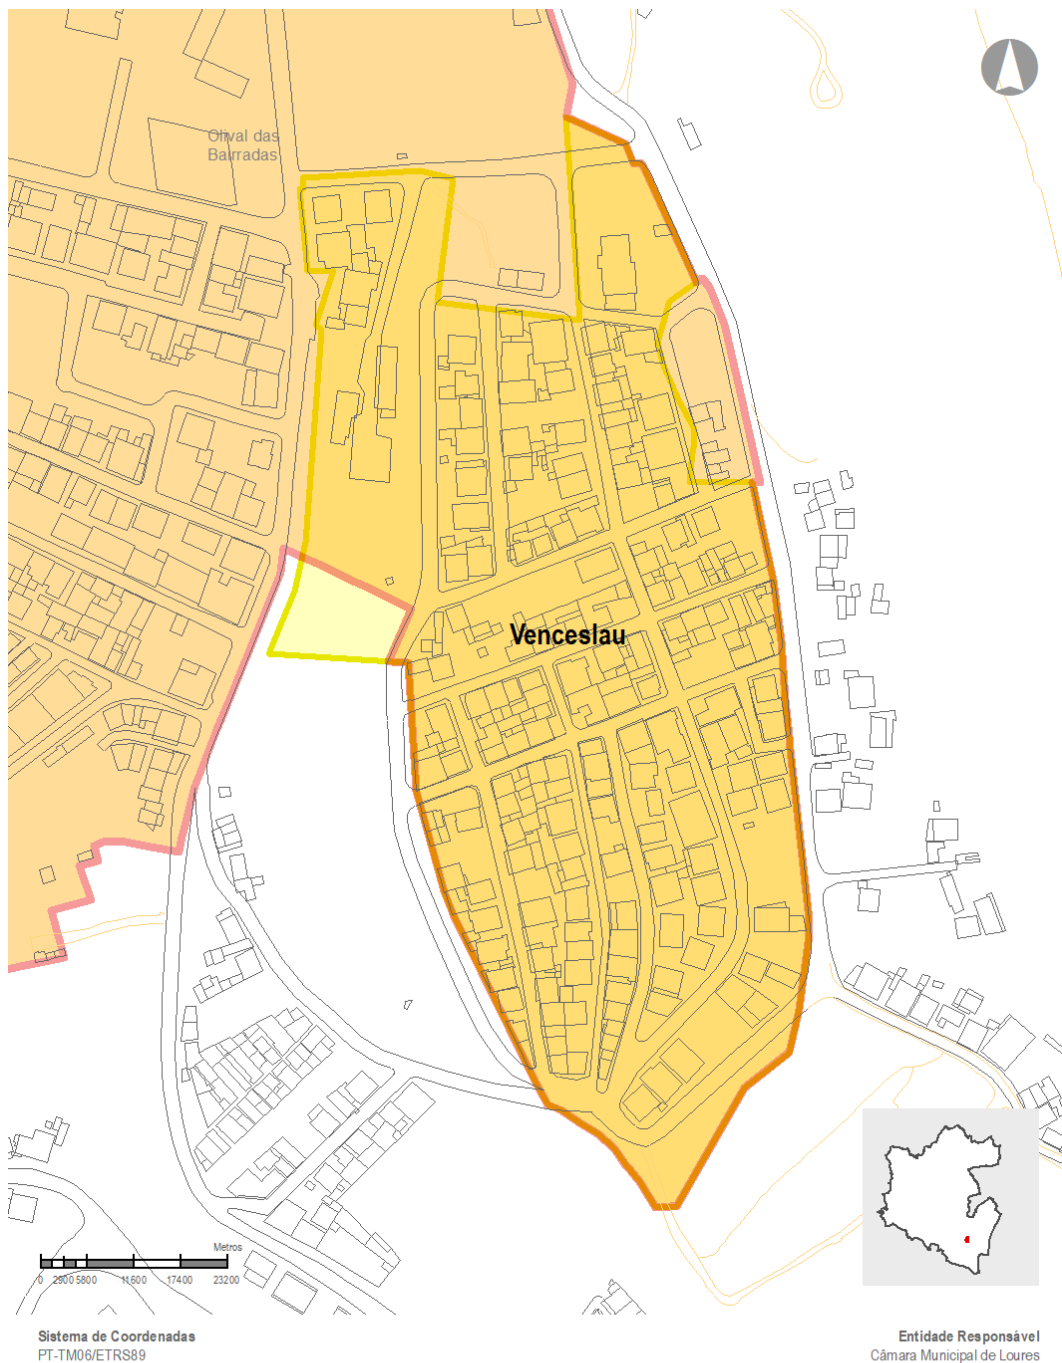 Olival das
Bairradas
Venceslau
Metros
0 2900 5800 11600 17400 23200
Sistema de Coordenadas
PT-TM06/ETRS89
Entidade Responsável
Câmara Municipal de Loures